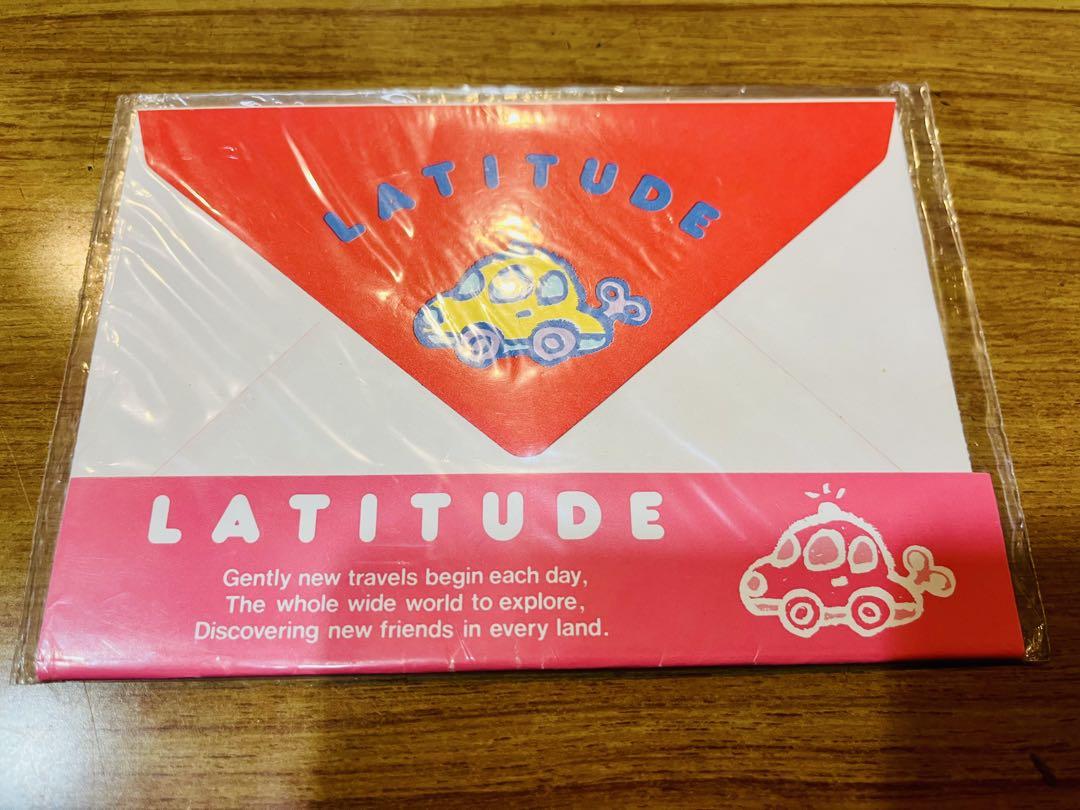 LATITUDE
LATITUDE
Gently new travels begin each day,
The whole wide world to explore,
Discovering new friends in every land.